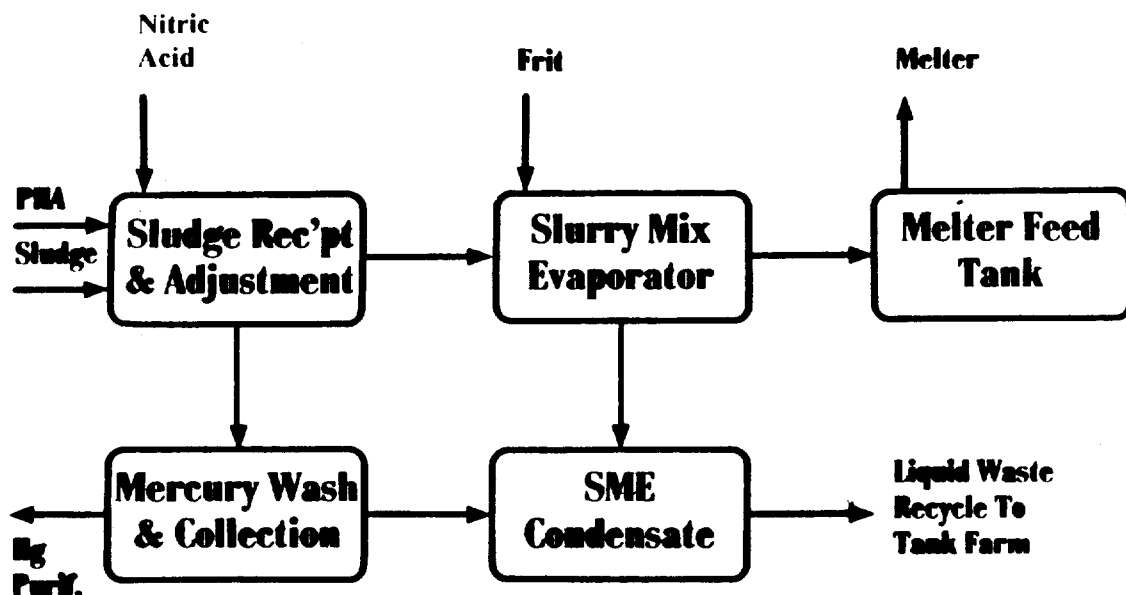 Nitric
Acid
Frit
Melter
PHA
Sludge
Sludge Rec'pt
& Adjustment
Slurry Mix
Evaporator
Melter Feed
Tank
Mercury Wash
& Collection
SME
Condensate
Liquid Waste
Recycle To
Tank Farm
Hg
Purif.